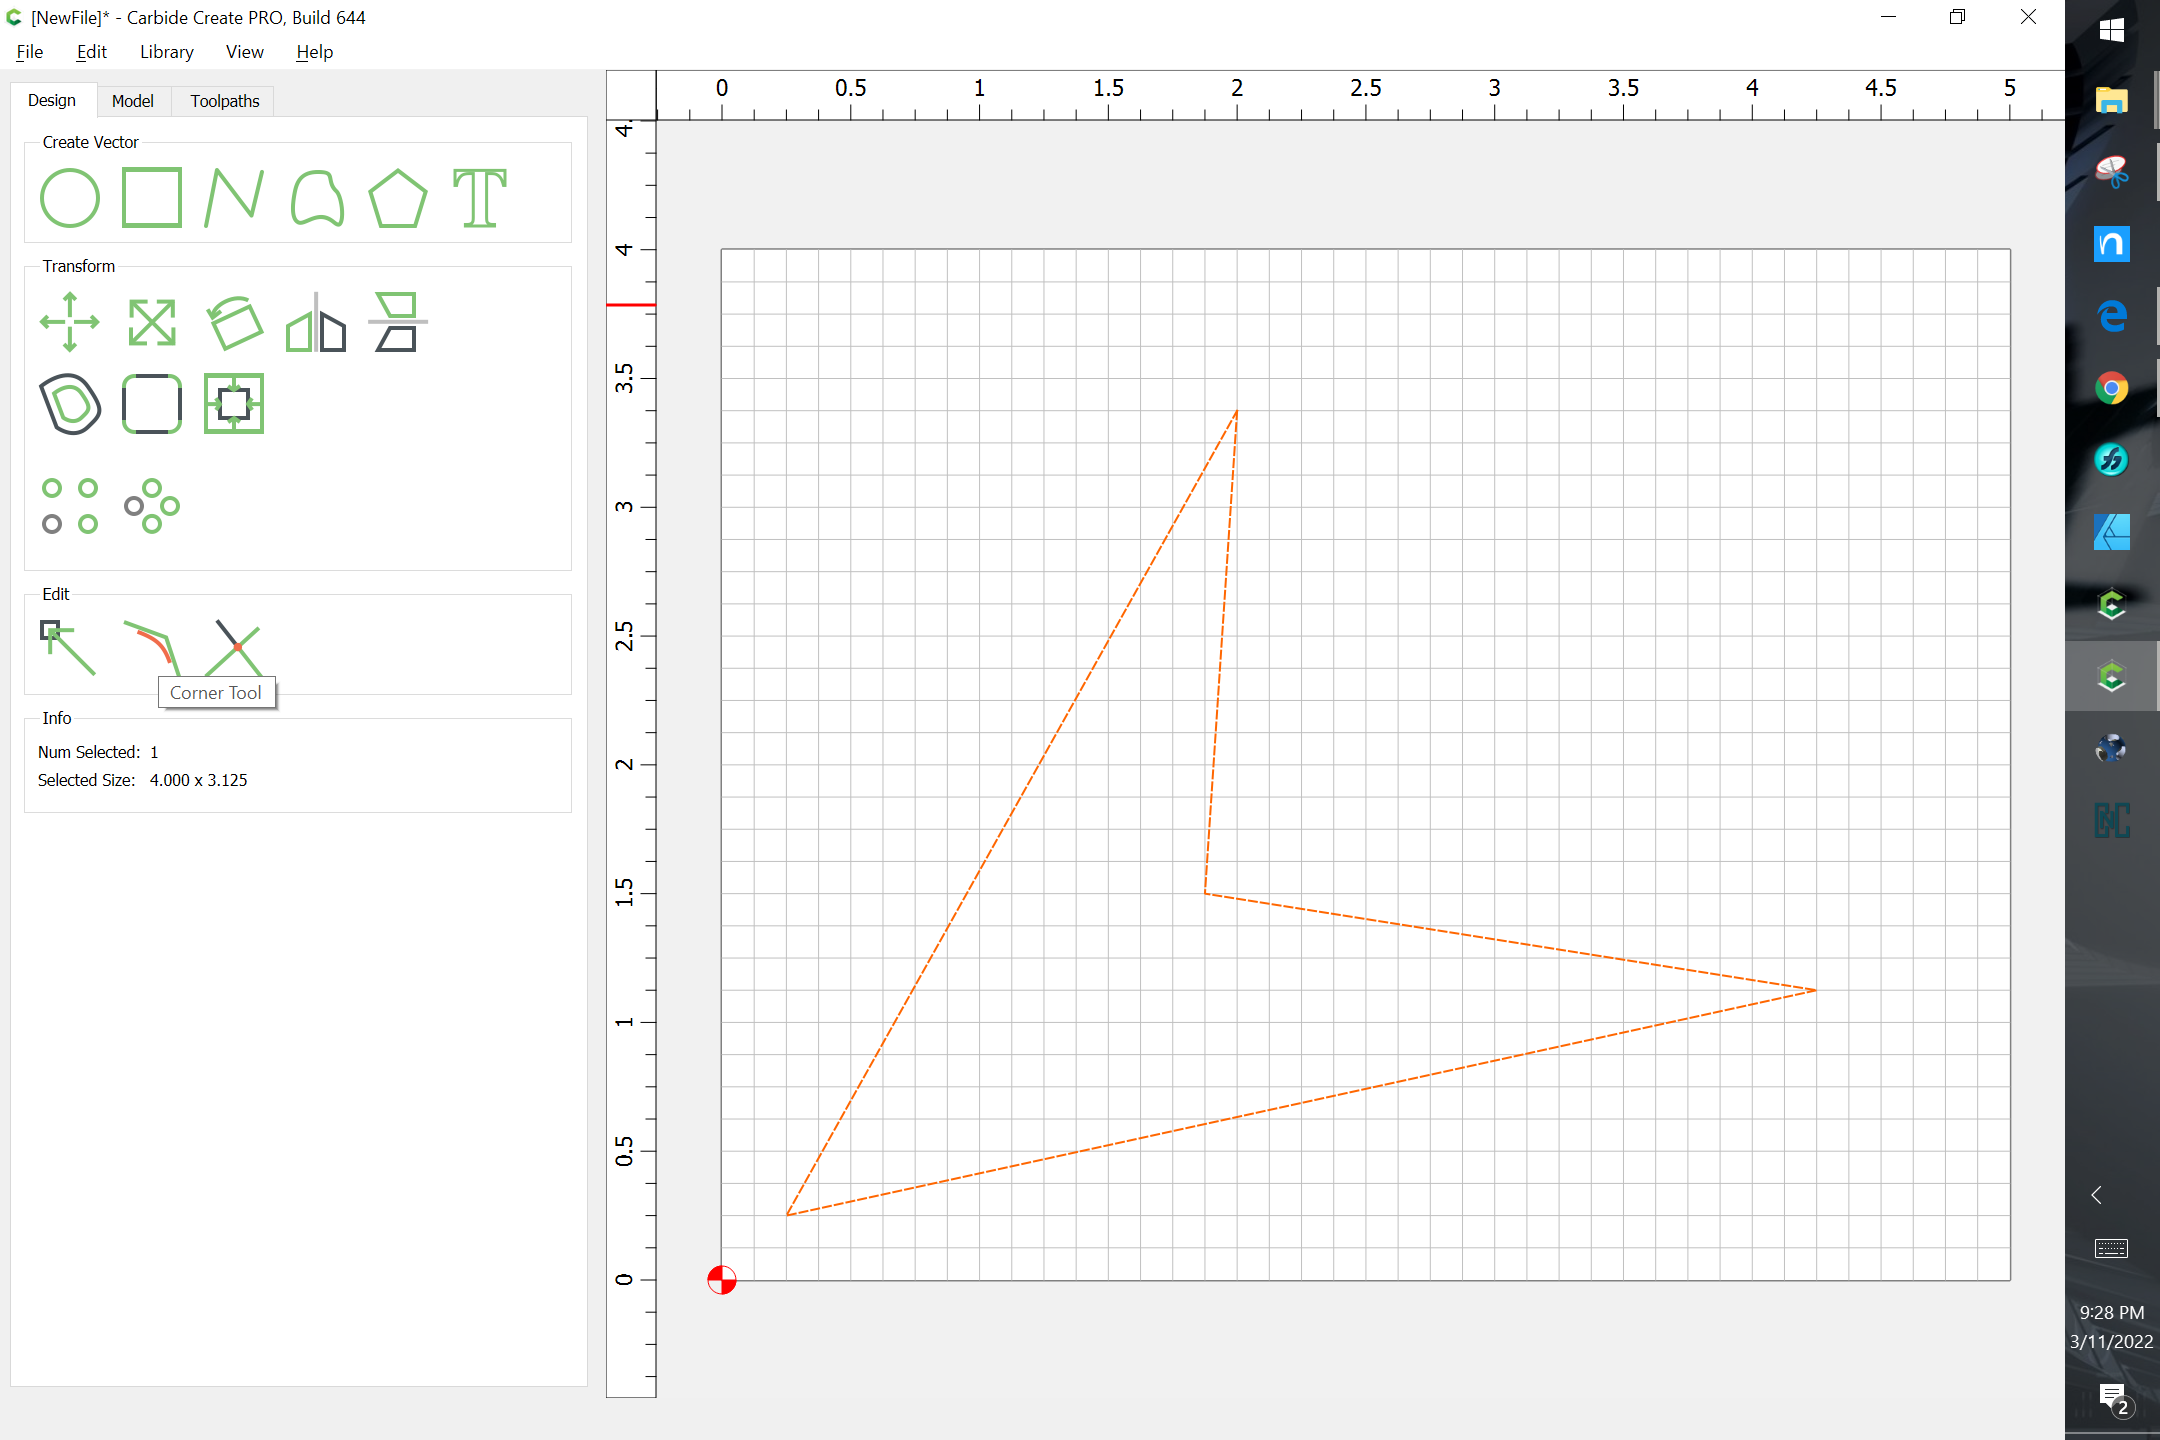 [NewFile]* - Carbide Create PRO, Build 644
File Edit Library View Help
Design Model Toolpaths
Create Vector
Transform
Edit
Corner Tool
Info
Num Selected: 1
Selected Size: 4.000 x 3.125
0 0.5 1 1.5 2 2.5 3 3.5 4 4.5 5
4.
4
3.5
3
2.5
2
1.5
1
0.5
0
9:28 PM
3/11/2022
2